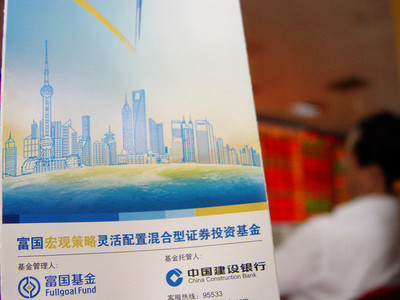 富国宏观策略灵活配置混合型证券投资基金
基金管理人:
富国基金
Fullgoal Fund
基金托管人:
中国建设银行
China Construction Bank
客服热线: 95533